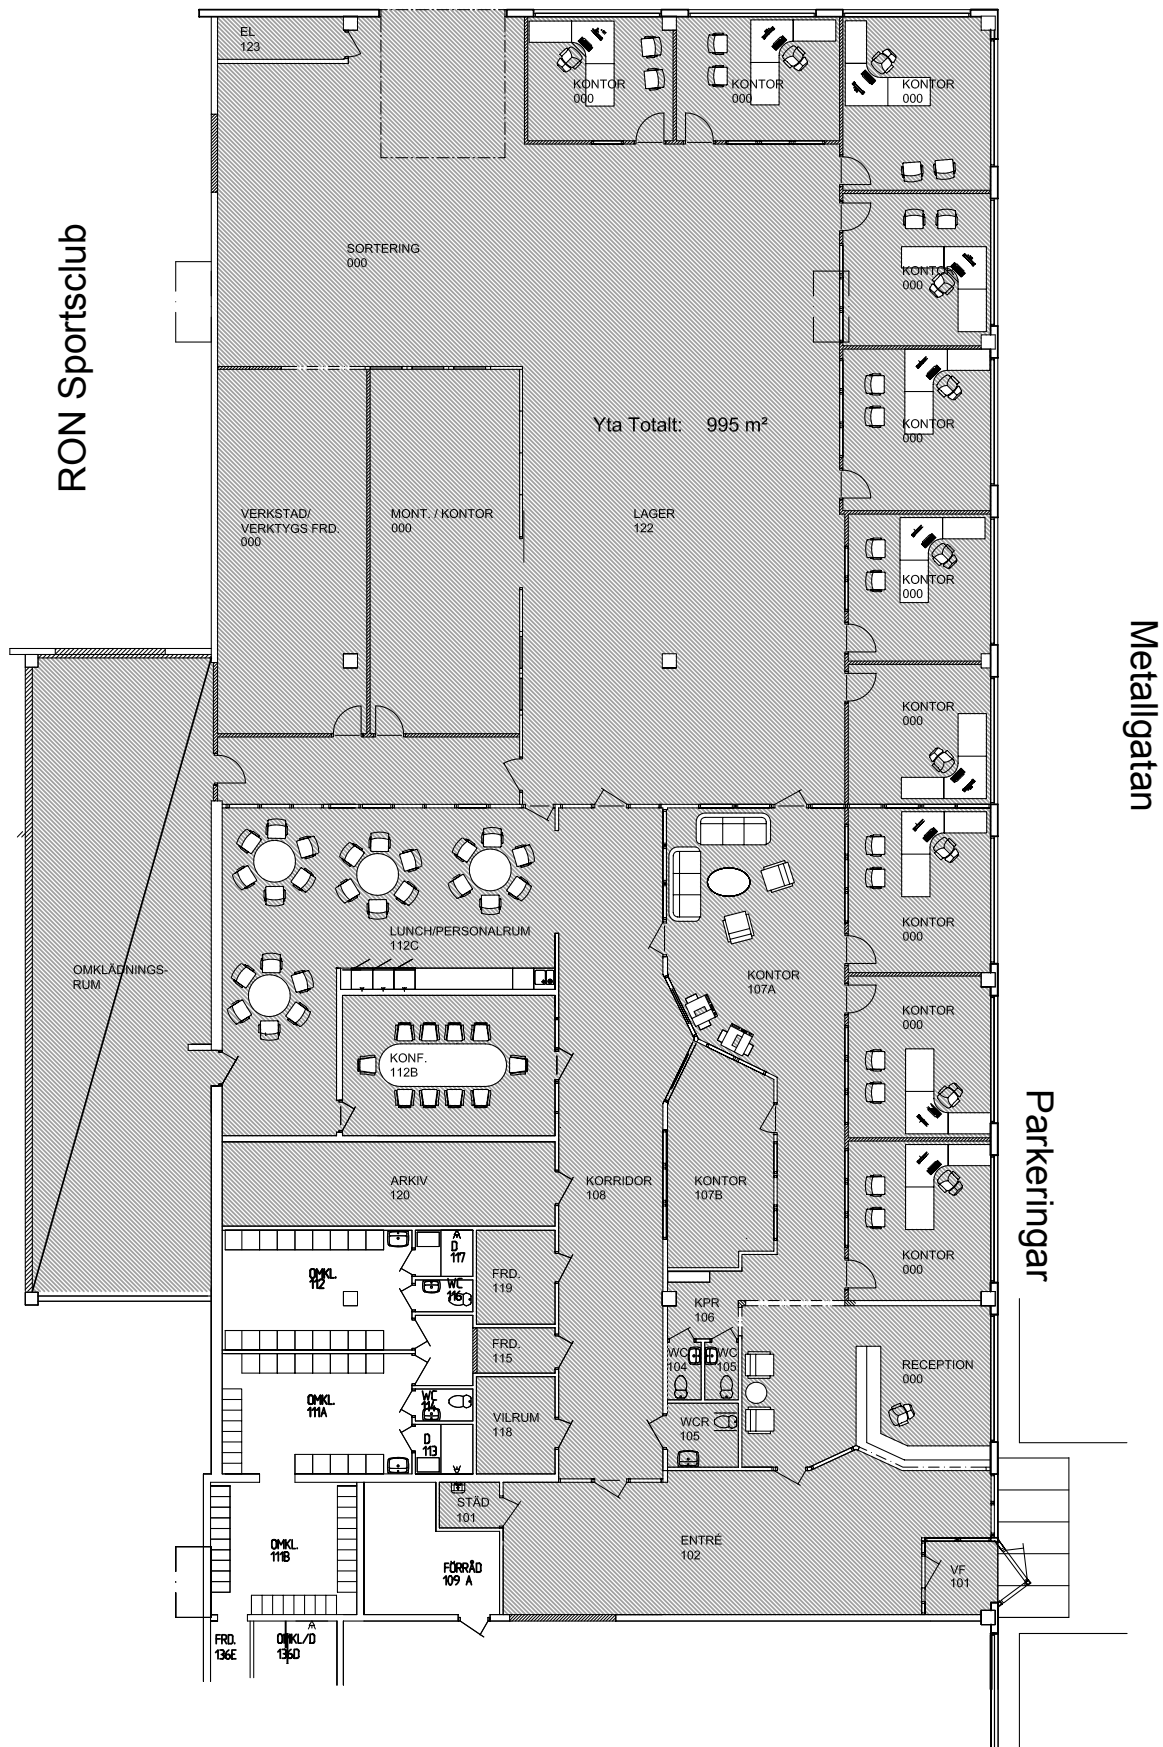 EL
123
KONTOR
000
KONTOR
000
KONTOR
000
SORTERING
000
KONTOR
000
RON Sportsclub
Yta Totalt: 995 m²
KONTOR
000
VERKSTAD/
VERKTYGS FRD.
000
MONT. / KONTOR
000
LAGER
122
KONTOR
000
Metallgatan
KONTOR
000
LUNCH/PERSONALRUM
112C
KONTOR
000
OMKLÄDNINGS-
RUM
KONTOR
107A
KONTOR
000
KONF.
112B
Parkeringar
ARKIV
120
KORRIDOR
108
KONTOR
107B
KONTOR
000
OMKL.
112
D
117
WC
116
FRD.
119
KPR
106
FRD.
115
WC
104
WC
105
RECEPTION
000
OMKL.
111A
WC
114
D
113
VILRUM
118
WCR
105
STÄD
101
ENTRÉ
102
OMKL.
111B
FÖRRÅD
109 A
VF
101
FRD.
136E
OMKL/D
136D